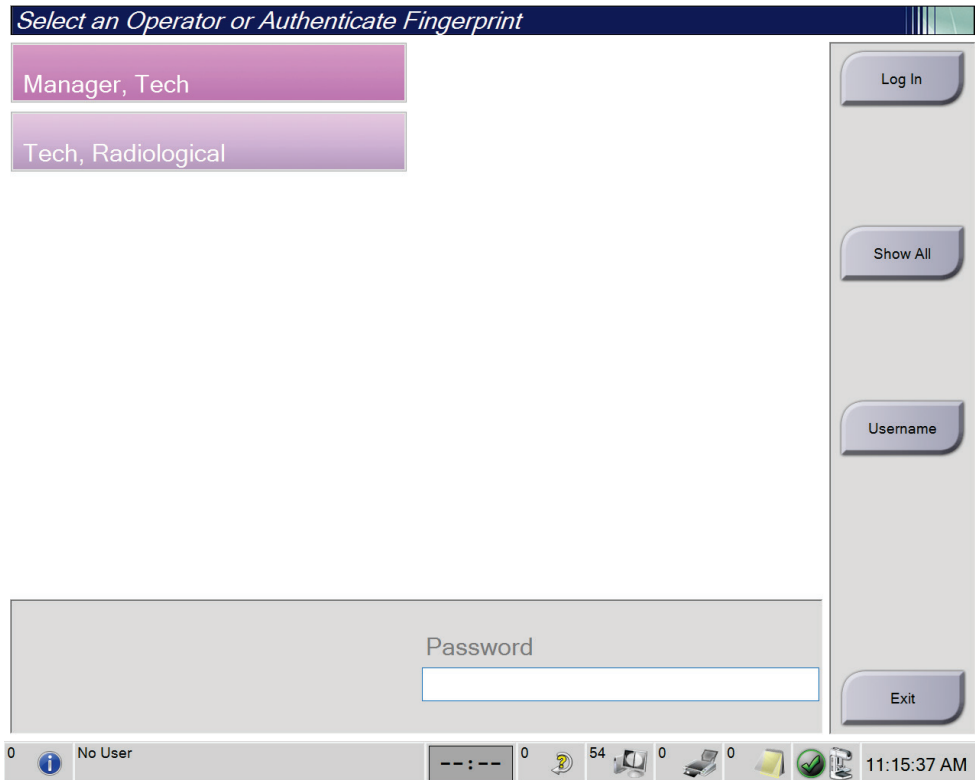 Select an Operator or Authenticate Fingerprint
Manager, Tech
Tech, Radiological
Log In
Show All
Username
Password
Exit
0 No User --:-- 0 54 0 0 11:15:37 AM